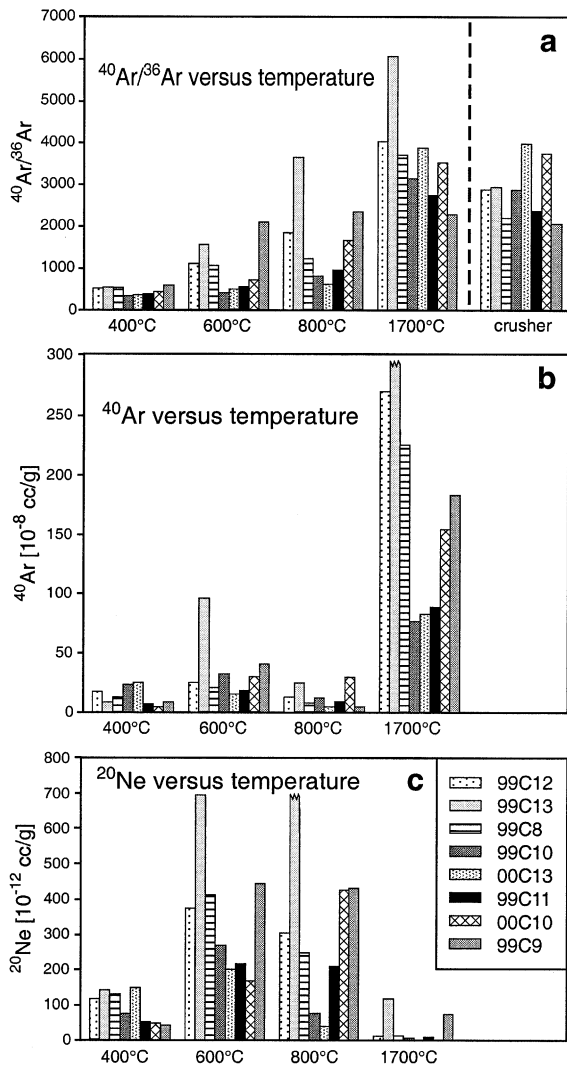 7000
6000
5000
4000
3000
2000
1000
0
⁴⁰Ar/³⁶Ar
⁴⁰Ar/³⁶Ar versus temperature
a
400°C 600°C 800°C 1700°C crusher
300
250
200
150
100
50
0
⁴⁰Ar [10⁻⁸ cc/g]
⁴⁰Ar versus temperature
b
400°C 600°C 800°C 1700°C
800
700
600
500
400
300
200
100
0
²⁰Ne [10⁻¹² cc/g]
²⁰Ne versus temperature
c
99C12
99C13
99C8
99C10
00C13
99C11
00C10
99C9
400°C 600°C 800°C 1700°C